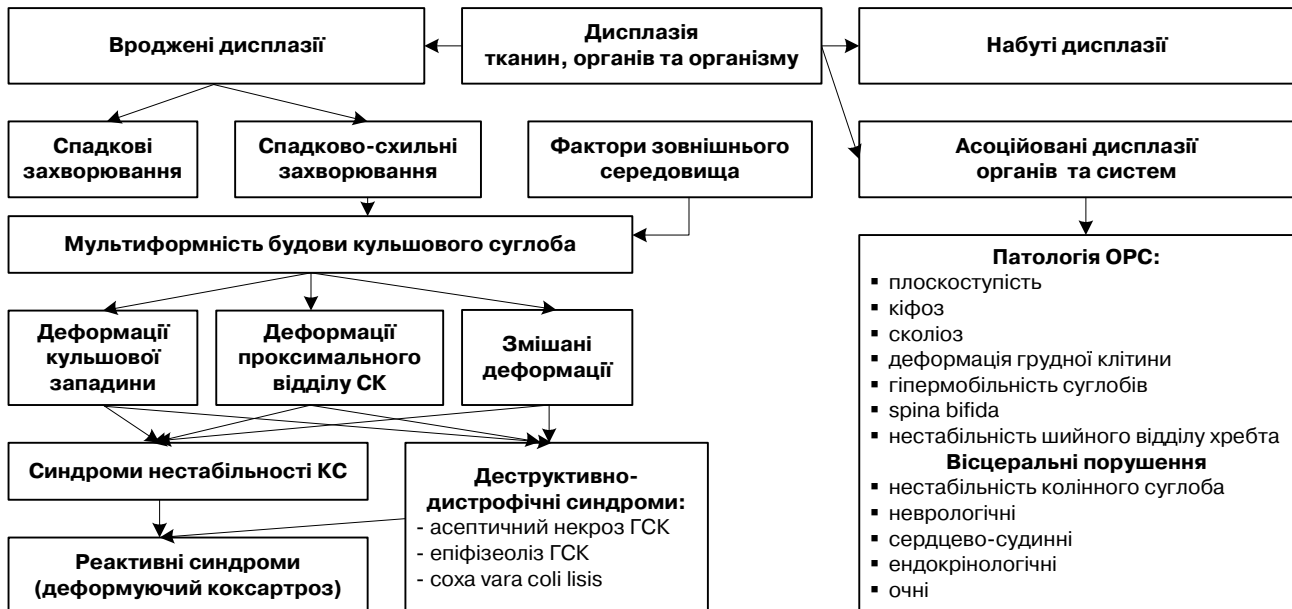 Вроджені дисплазії
Дисплазія
тканин, органів та організму
Набуті дисплазії
Спадкові
захворювання
Спадково-схильні
захворювання
Фактори зовнішнього
середовища
Асоційовані дисплазії
органів та систем
Мультиформність будови кульшового суглоба
Деформації
кульшової
западини
Деформації
проксимального
відділу СК
Змішані
деформації
Синдроми нестабільності КС
Деструктивно-
дистрофічні синдроми:
- асептичний некроз ГСК
- епіфізеоліз ГСК
- coxa vara coli lisis
Реактивні синдроми
(деформуючий коксартроз)
Патологія ОРС:
▪ плоскоступість
▪ кіфоз
▪ сколіоз
▪ деформація грудної клітини
▪ гіпермобільність суглобів
▪ spina bifida
▪ нестабільність шийного відділу хребта
Вісцеральні порушення
▪ нестабільність колінного суглоба
▪ неврологічні
▪ сердцево-судинні
▪ ендокрінологічні
▪ очні